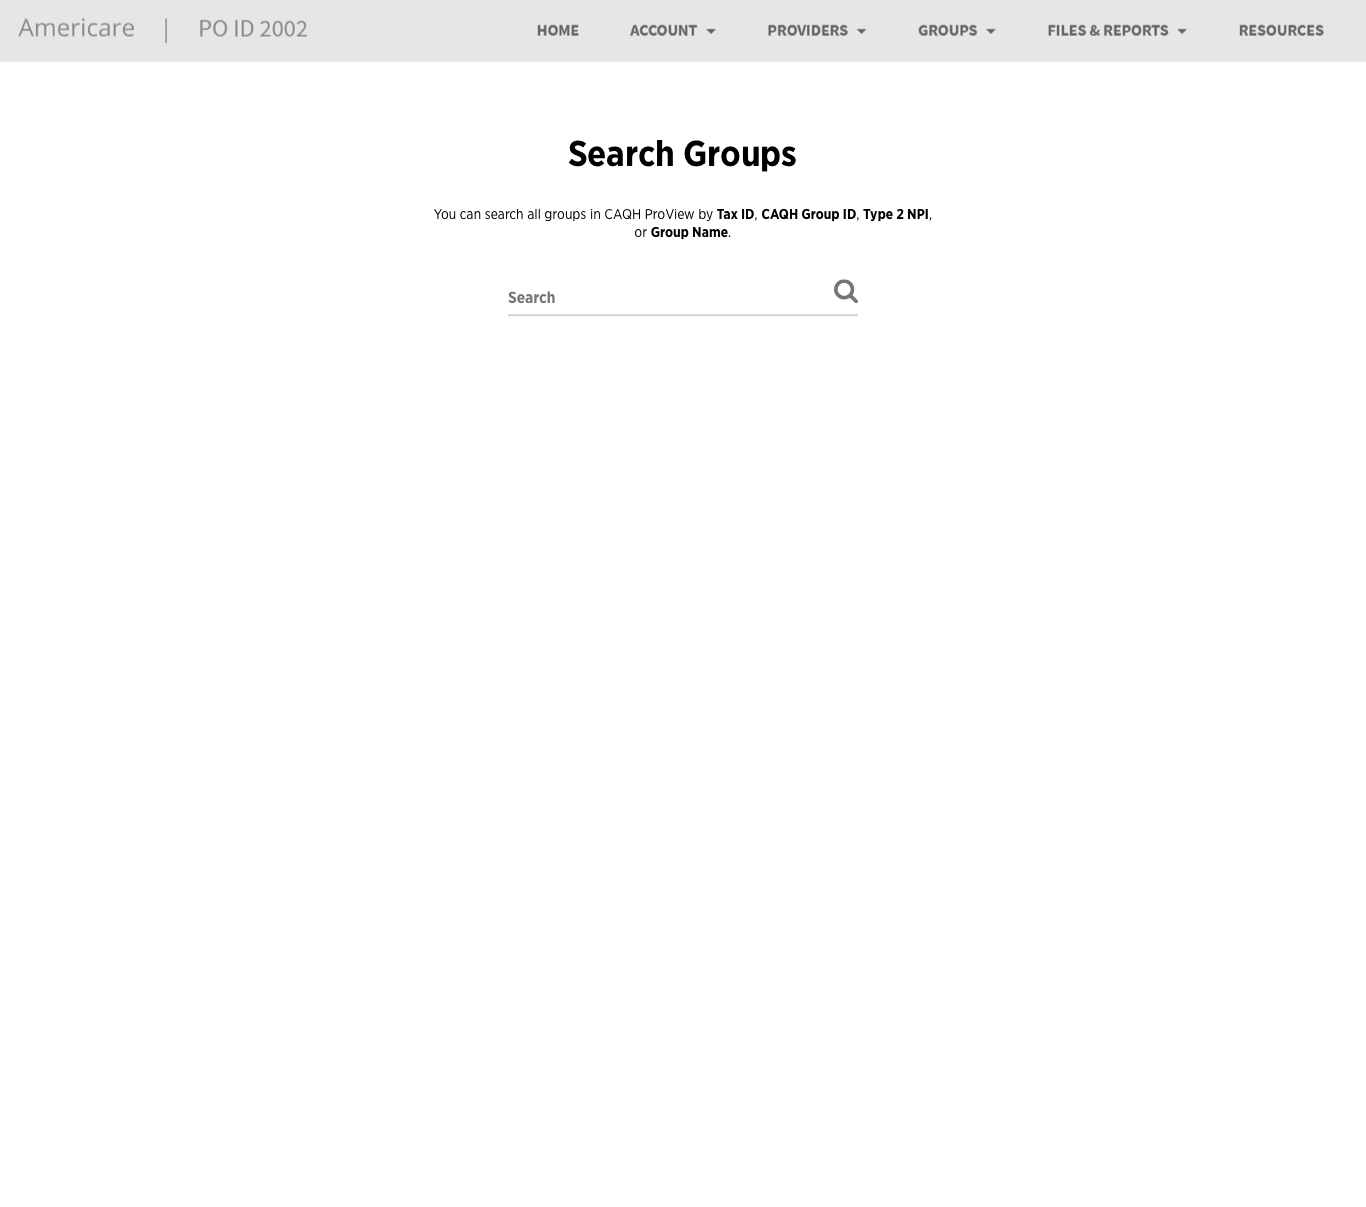 Americare | PO ID 2002 HOME ACCOUNT PROVIDERS GROUPS FILES & REPORTS RESOURCES
Search Groups
You can search all groups in CAQH ProView by Tax ID, CAQH Group ID, Type 2 NPI,
or Group Name.
Search